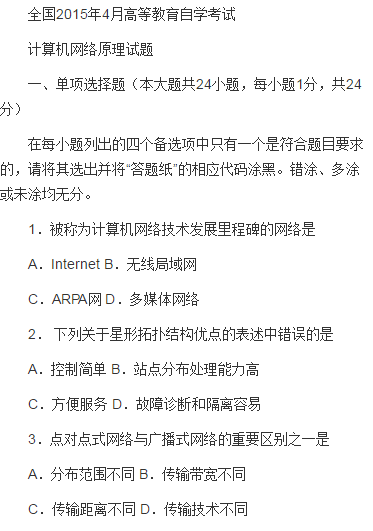 全国2015年4月高等教育自学考试
计算机网络原理试题
一、单项选择题（本大题共24小题，每小题1分，共24
分）
在每小题列出的四个备选项中只有一个是符合题目要求
的，请将其选出并将“答题纸”的相应代码涂黑。错涂、多涂
或未涂均无分。
1．被称为计算机网络技术发展里程碑的网络是
A．Internet B．无线局域网
C．ARPA网 D．多媒体网络
2． 下列关于星形拓扑结构优点的表述中错误的是
A．控制简单 B．站点分布处理能力高
C．方便服务 D．故障诊断和隔离容易
3．点对点式网络与广播式网络的重要区别之一是
A．分布范围不同 B．传输带宽不同
C．传输距离不同 D．传输技术不同